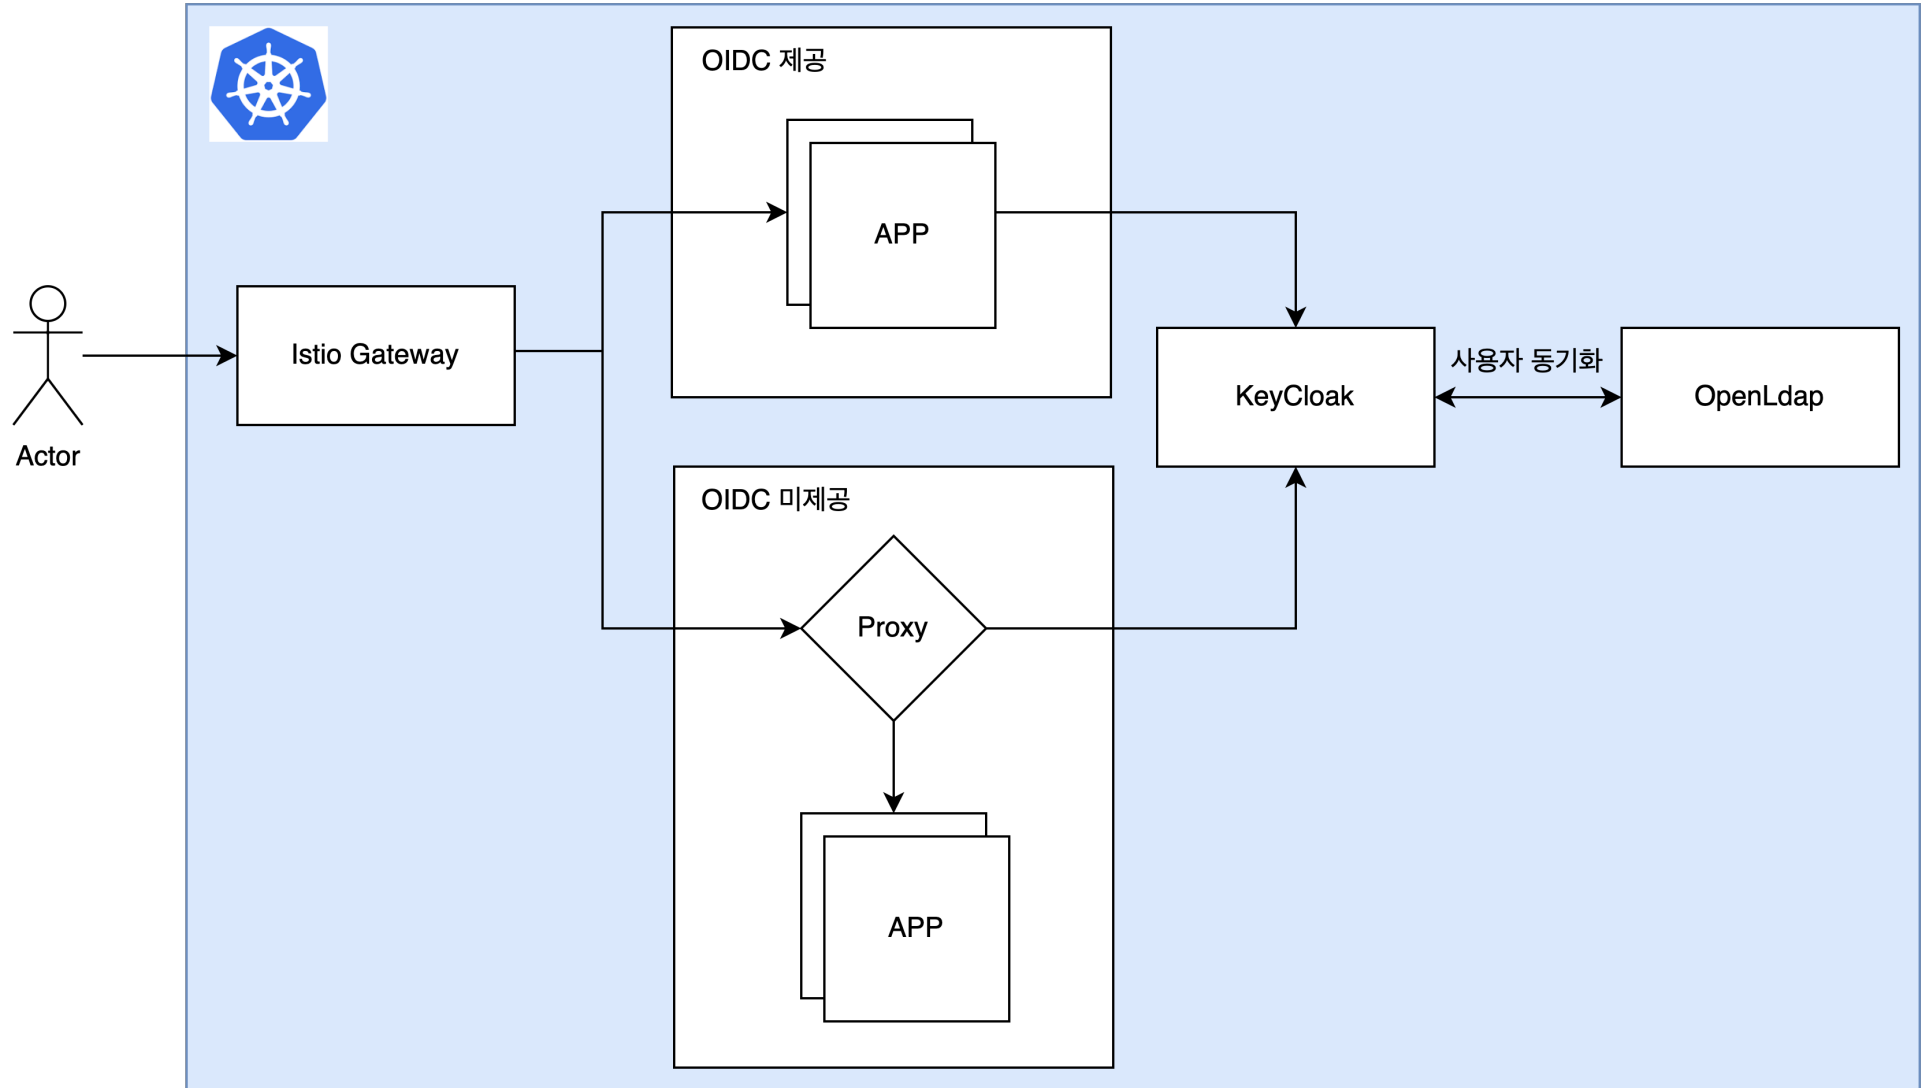 OIDC 제공
APP
Istio Gateway
Actor
KeyCloak
사용자 동기화
OpenLdap
OIDC 미제공
Proxy
APP